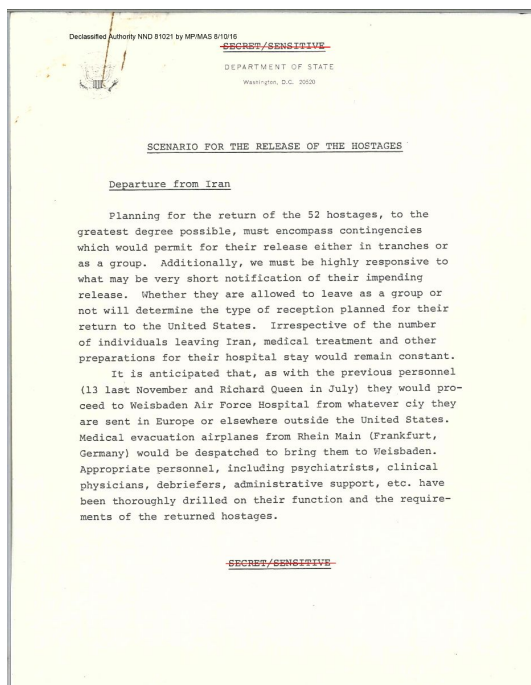 Declassified Authority NND 81021 by MP/MAS 8/10/16
SECRET/SENSITIVE
DEPARTMENT OF STATE
Washington, D.C. 20520
SCENARIO FOR THE RELEASE OF THE HOSTAGES
Departure from Iran
Planning for the return of the 52 hostages, to the
greatest degree possible, must encompass contingencies
which would permit for their release either in tranches or
as a group. Additionally, we must be highly responsive to
what may be very short notification of their impending
release. Whether they are allowed to leave as a group or
not will determine the type of reception planned for their
return to the United States. Irrespective of the number
of individuals leaving Iran, medical treatment and other
preparations for their hospital stay would remain constant.
It is anticipated that, as with the previous personnel
(13 last November and Richard Queen in July) they would pro-
ceed to Weisbaden Air Force Hospital from whatever ciy they
are sent in Europe or elsewhere outside the United States.
Medical evacuation airplanes from Rhein Main (Frankfurt,
Germany) would be despatched to bring them to Weisbaden.
Appropriate personnel, including psychiatrists, clinical
physicians, debriefers, administrative support, etc. have
been thoroughly drilled on their function and the require-
ments of the returned hostages.
SECRET/SENSITIVE